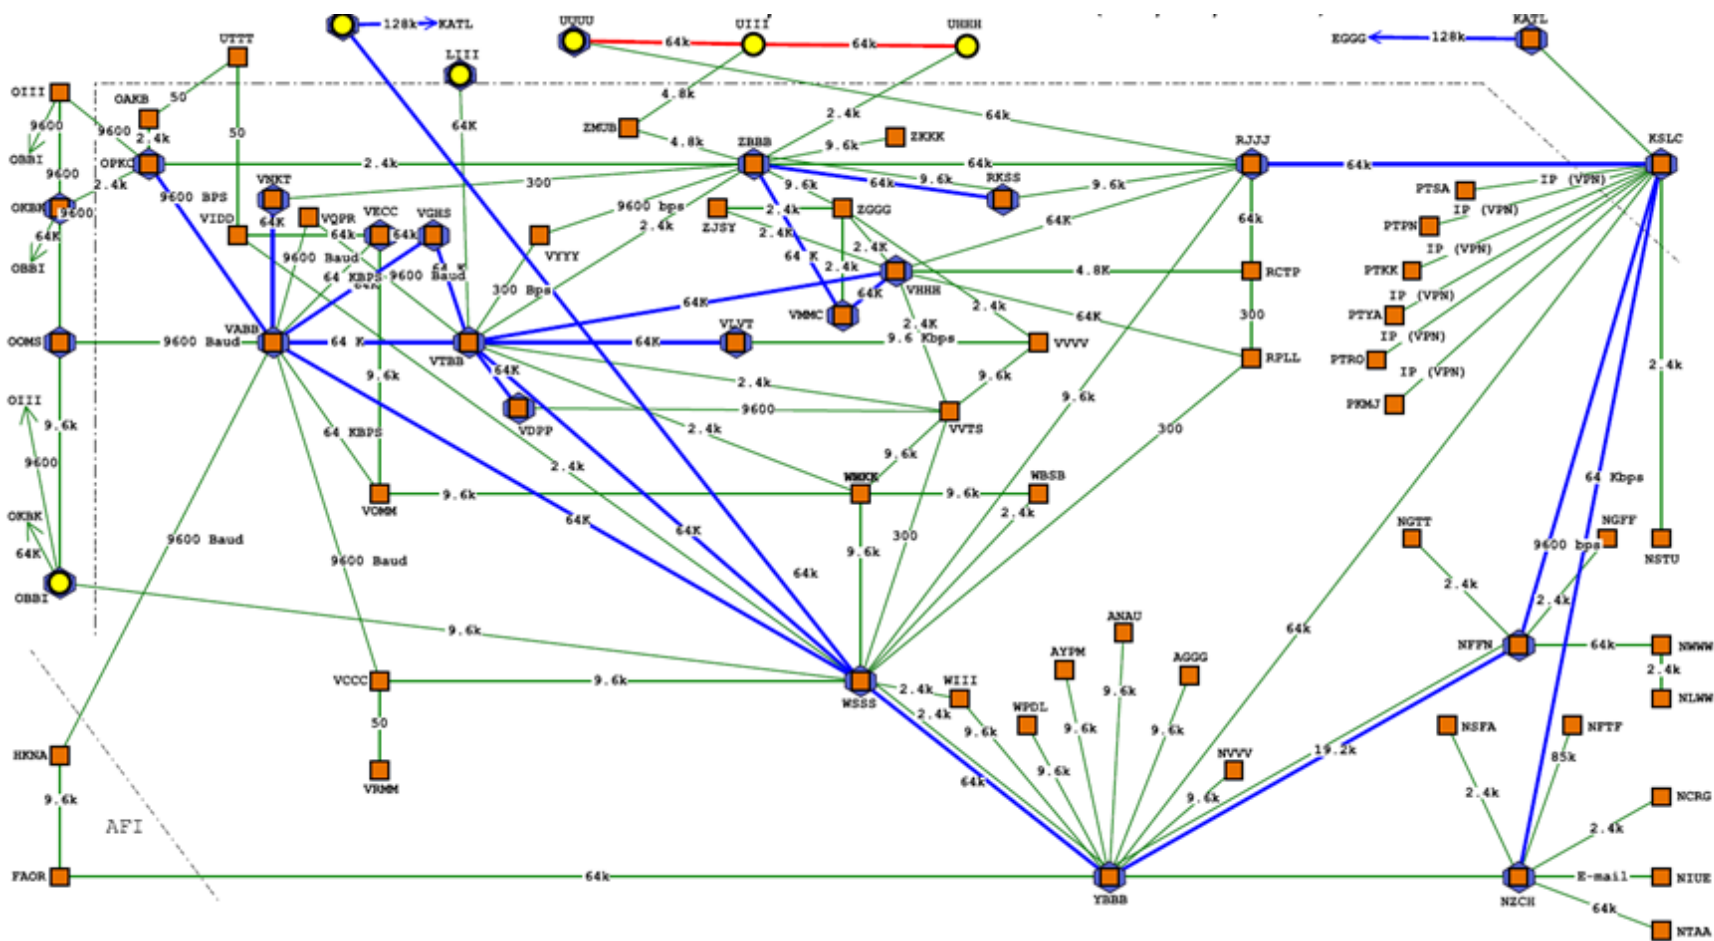 128k
KATL
UUUU
UIII
UHHH
KATL
EGGG
128k
64k
64k
UTTT
LIII
OIII
OAKB
50
4.8k
64k
9600
9600
2.4k
50
64K
ZMUB
4.8k
2.4k
ZKKK
9.6k
ZBBB
RJJJ
KSLC
OBBI
OPKC
2.4k
64k
64k
9600
2.4k
9600 BPS
VNKT
300
9.6k
64k
9.6k
RKSS
9.6k
PTSA
IP (VPN)
OKBK
9600
64K
VIDD
VQPR
VECC
VGHS
64k
64k
9600 bps
2.4k
ZJSY
2.4k
ZGGG
64K
64k
PTPN
IP (VPN)
64K
OBBI
9600 Baud
64 KBPS
9600 Baud
64 K
64K
VYYY
2.4K
2.4K
64 K
2.4k
VHHH
4.8K
RCTP
PTKK
IP (VPN)
300 Bps
64K
64K
VMMC
2.4k
2.4K
64K
300
PTYA
IP (VPN)
OOMS
9600 Baud
VABB
64 K
VTBB
64K
VLVT
9.6 Kbps
VVVV
RPLL
PTRO
IP (VPN)
2.4k
9.6k
64K
2.4k
9.6k
9.6k
PKMJ
IP (VPN)
OIII
9.6k
64 KBPS
VDPP
9600
VVTS
2.4k
300
9600
2.4k
9.6k
WMKK
WBSB
64 Kbps
VOMM
9.6k
9.6k
2.4k
OKBK
64K
9600 Baud
64K
64K
300
NGTT
NGFF
9600 bps
NSTU
64K
9600 Baud
9.6k
64k
2.4k
2.4k
OBBI
9.6k
64k
ANAU
AYPM
AGGG
NFFN
64k
NWWW
2.4k
VCCC
9.6k
WSSS
2.4k
WIII
9.6k
NLWW
50
2.4k
WPDL
9.6k
9.6k
NSFA
NFTF
HKNA
9.6k
19.2k
85k
9.6k
NVVV
VRMM
64k
9.6k
2.4k
NCRG
9.6k
AFI
2.4k
FAOR
64k
YBBB
NZCH
E-mail
NIUE
64k
NTAA